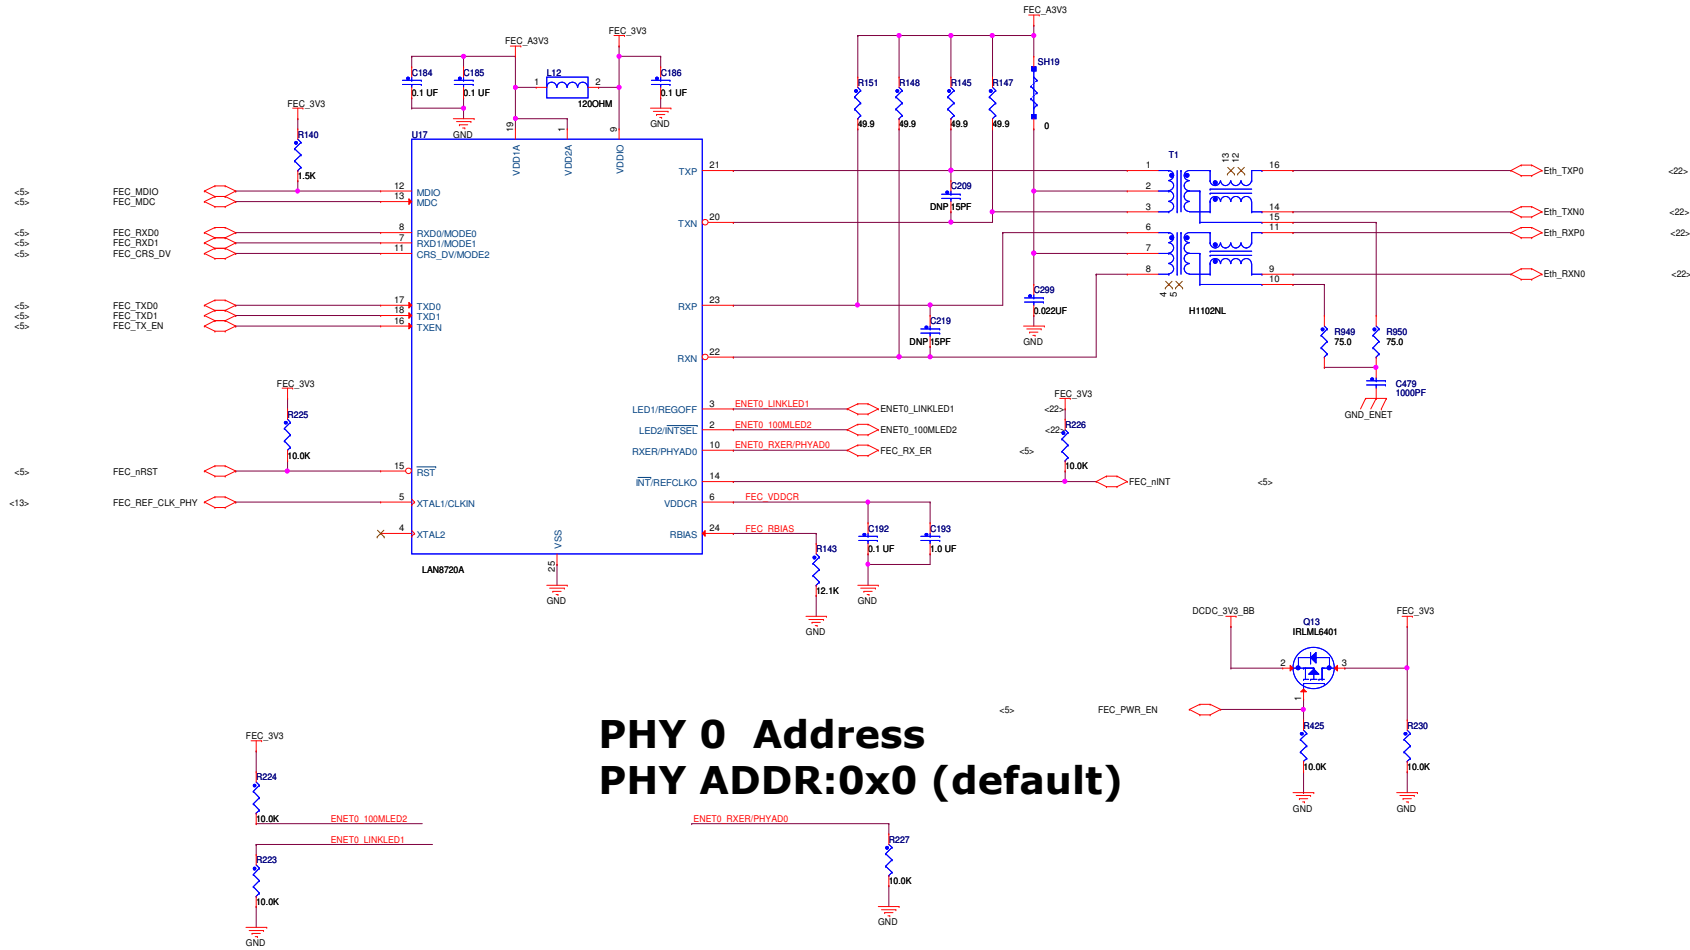 FEC_A3V3
FEC_3V3
FEC_A3V3
C184
0.1 UF
C185
0.1 UF
L12
1 2
120OHM
C186
0.1 UF
GND
GND
FEC_3V3
R140
1.5K
R151
49.9
R148
49.9
R145
49.9
R147
49.9
SH19
0
U17
19
VDD1A
1
VDD2A
9
VDDIO
<5> FEC_MDIO 12 MDIO
<5> FEC_MDC 13 MDC
<5> FEC_RXD0 8 RXD0/MODE0
<5> FEC_RXD1 7 RXD1/MODE1
<5> FEC_CRS_DV 11 CRS_DV/MODE2
<5> FEC_TXD0 17 TXD0
<5> FEC_TXD1 18 TXD1
<5> FEC_TX_EN 16 TXEN
FEC_3V3
R225
10.0K
<5> FEC_nRST 15 RST
<13> FEC_REF_CLK_PHY 5 XTAL1/CLKIN
4 XTAL2
LAN8720A
VSS
25
GND
TXP 21
TXN 20
RXP 23
RXN 22
C209
DNP 15PF
C219
DNP 15PF
C299
0.022UF
GND
T1
1
2
3
6
7
8
13
12
4
5
16
14
15
11
9
10
H1102NL
Eth_TXP0 <22>
Eth_TXN0 <22>
Eth_RXP0 <22>
Eth_RXN0 <22>
R949
75.0
R950
75.0
C479
1000PF
GND_ENET
LED1/REGOFF 3 ENET0_LINKLED1 ENET0_LINKLED1 <22>
LED2/INTSEL 2 ENET0_100MLED2 ENET0_100MLED2 <22>
RXER/PHYAD0 10 ENET0_RXER/PHYAD0 FEC_RX_ER <5>
FEC_3V3
R226
10.0K
INT/REFCLKO 14 FEC_nINT <5>
VDDCR 6 FEC_VDDCR
RBIAS 24 FEC_RBIAS
R143
12.1K
GND
C192
0.1 UF
C193
1.0 UF
GND
DCDC_3V3_BB
FEC_3V3
Q13
IRLML6401
2 3
1
<5> FEC_PWR_EN
R425
10.0K
GND
R230
10.0K
GND
PHY 0 Address
PHY ADDR:0x0 (default)
FEC_3V3
R224
10.0K
ENET0_100MLED2
ENET0_LINKLED1
R223
10.0K
GND
ENET0_RXER/PHYAD0
R227
10.0K
GND